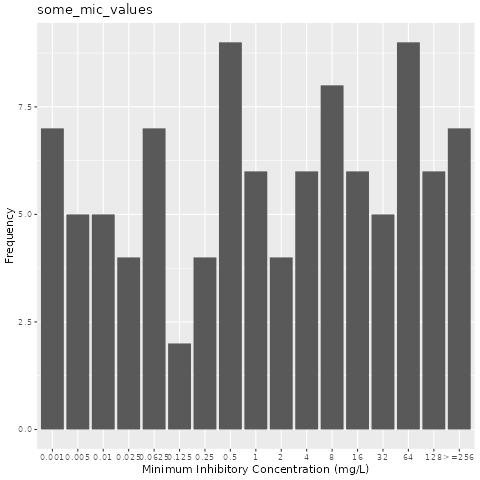 some_mic_values
Frequency
7.5
5.0
2.5
0.0
0.001 0.005 0.01 0.025 0.0625 0.125 0.25 0.5 1 2 4 6 8 16 32 64 128 >=256
Minimum Inhibitory Concentration (mg/L)